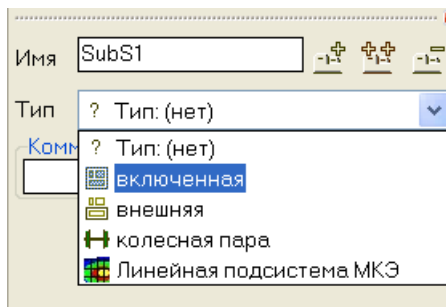 Имя SubS1
Тип ? Тип: (нет)
Комм
? Тип: (нет)
включенная
внешняя
колесная пара
Линейная подсистема МКЭ